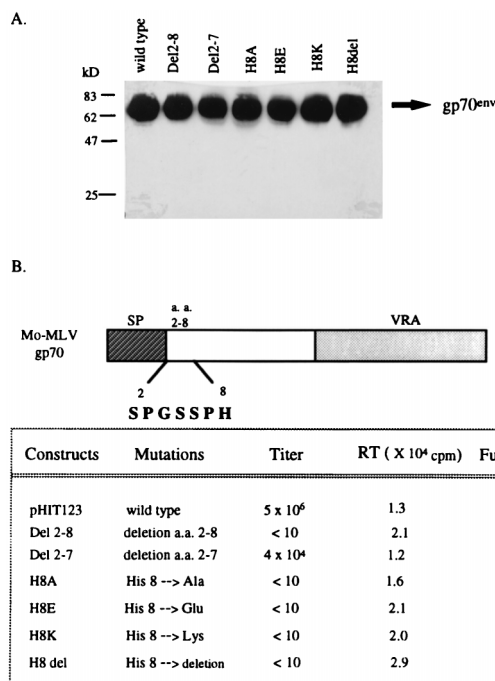 A.
kD
wild type
Del2-8
Del2-7
H8A
H8E
H8K
H8del
83
62
47
25
gp70env
B.
Mo-MLV
gp70
SP
a. a.
2-8
VRA
2
8
S P G S S P H
Constructs Mutations Titer RT ( X 10⁴ cpm) Fu
pHIT123 wild type 5 x 10⁶ 1.3
Del 2-8 deletion a.a. 2-8 < 10 2.1
Del 2-7 deletion a.a. 2-7 4 x 10⁴ 1.2
H8A His 8 --> Ala < 10 1.6
H8E His 8 --> Glu < 10 2.1
H8K His 8 --> Lys < 10 2.0
H8 del His 8 --> deletion < 10 2.9